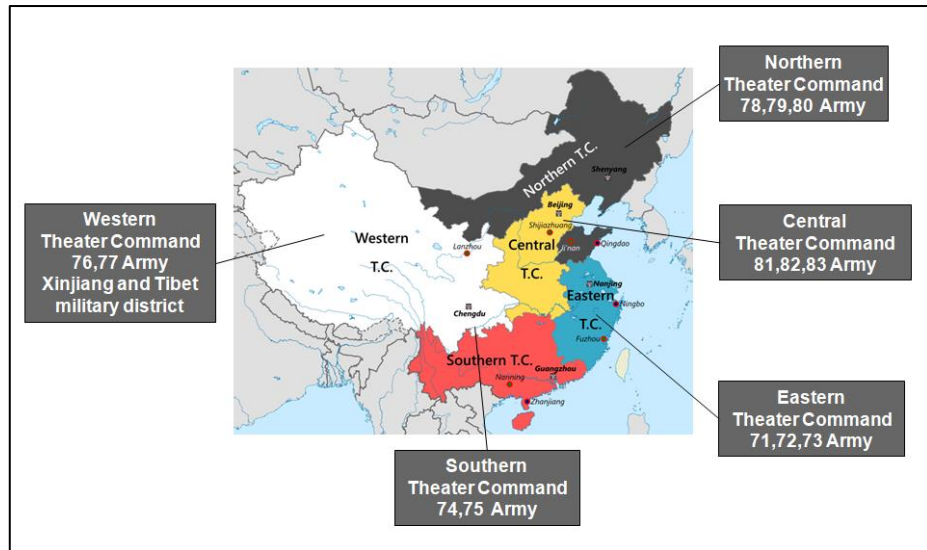 Northern
Theater Command
78,79,80 Army
Western
Theater Command
76,77 Army
Xinjiang and Tibet
military district
Central
Theater Command
81,82,83 Army
Eastern
Theater Command
71,72,73 Army
Southern
Theater Command
74,75 Army
Northern T.C.
Shenyang
Beijing
Shijiazhuang
Western
T.C.
Lanzhou
Central
T.C.
Ji'nan
Qingdao
Chengdu
Nanjing
Eastern
T.C.
Ningbo
Fuzhou
Southern T.C.
Guangzhou
Nanning
Zhanjiang